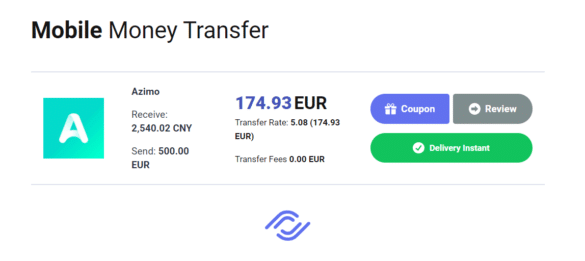 Mobile Money Transfer
Azimo
Receive:
2,540.02 CNY
Send: 500.00
EUR
174.93 EUR
Transfer Rate: 5.08 (174.93
EUR)
Transfer Fees 0.00 EUR
Coupon
Review
Delivery Instant